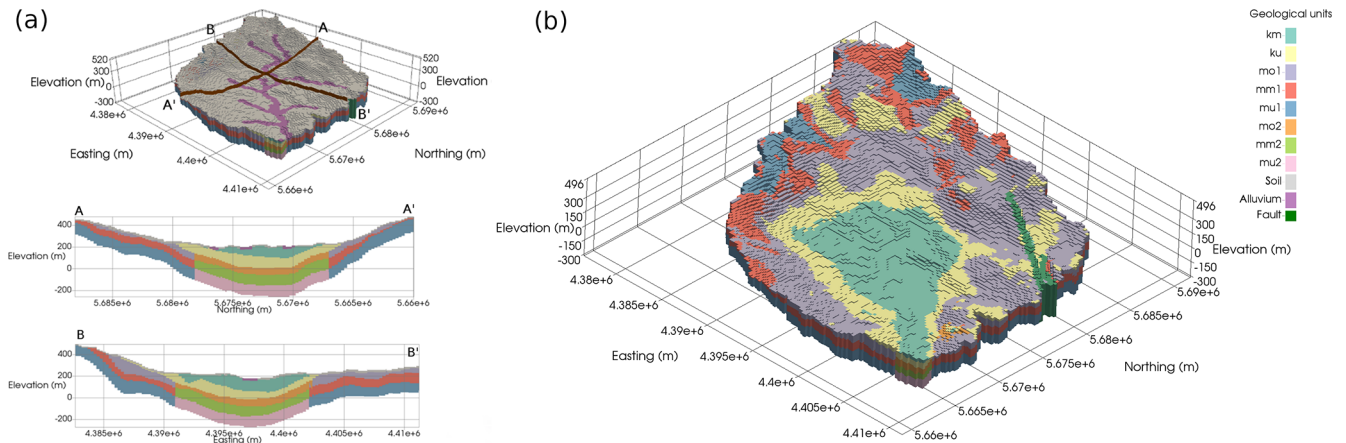 (a)
B
A
A'
B'
520
300
0
-300
Elevation (m)
520
300
0
-300
Elevation
4.38e+6
4.39e+6
4.4e+6
4.41e+6
Easting (m)
5.69e+6
5.68e+6
5.67e+6
5.66e+6
Northing (m)
A
A'
400
200
0
-200
Elevation (m)
5.685e+6 5.68e+6 5.675e+6 5.67e+6 5.665e+6 5.66e+6
Northing (m)
B
B'
400
200
0
-200
Elevation (m)
4.385e+6 4.39e+6 4.395e+6 4.4e+6 4.405e+6 4.41e+6
Easting (m)
(b)
496
300
150
0
-150
-300
Elevation (m)
496
300
150
0
-150
-300
Elevation (m)
4.38e+6
4.385e+6
4.39e+6
4.395e+6
4.4e+6
4.405e+6
4.41e+6
Easting (m)
5.69e+6
5.685e+6
5.68e+6
5.675e+6
5.67e+6
5.665e+6
5.66e+6
Northing (m)
Geological units
km
ku
mo1
mm1
mu1
mo2
mm2
mu2
Soil
Alluvium
Fault